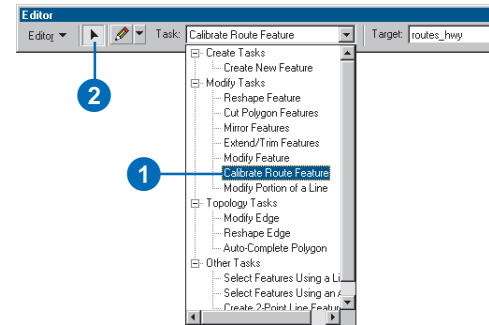 Editor
Editor Task: Calibrate Route Feature Target: routes_hwy
Create Tasks
Create New Feature
Modify Tasks
Reshape Feature
Cut Polygon Features
Mirror Features
Extend/Trim Features
Modify Feature
Calibrate Route Feature
Modify Portion of a Line
Topology Tasks
Modify Edge
Reshape Edge
Auto-Complete Polygon
Other Tasks
Select Features Using a Li
Select Features Using an
Create 2-Point Line Featur
2
1